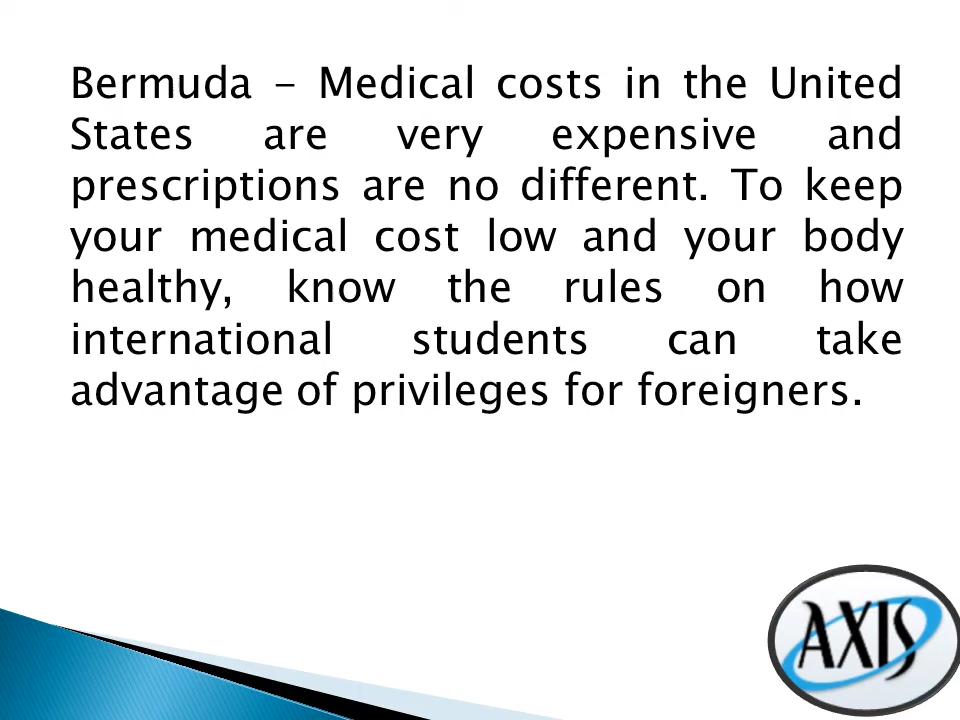 Bermuda - Medical costs in the United
States are very expensive and
prescriptions are no different. To keep
your medical cost low and your body
healthy, know the rules on how
international students can take
advantage of privileges for foreigners.
AXIS